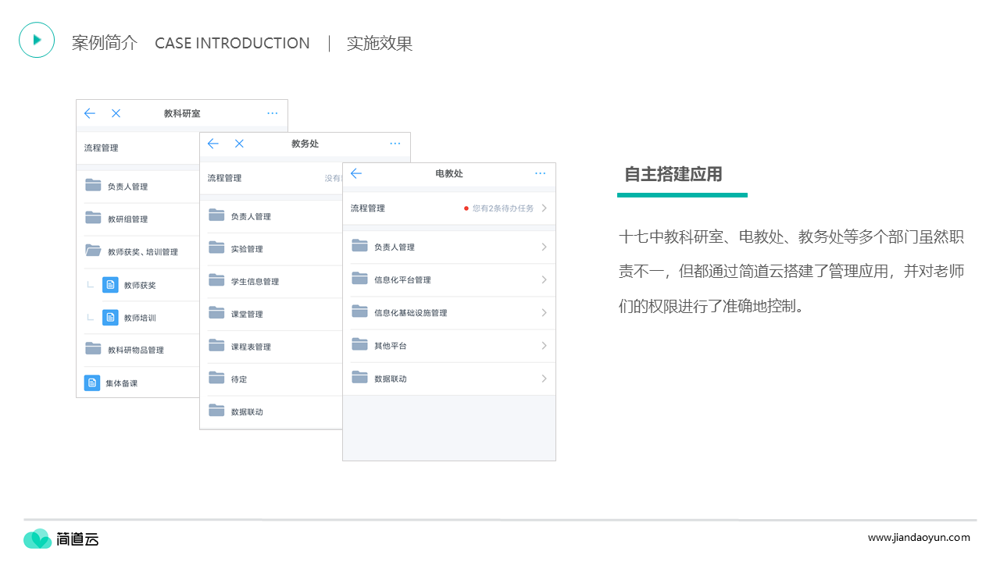 案例简介 CASE INTRODUCTION | 实施效果
教科研室
流程管理
负责人管理
教研组管理
教师获奖、培训管理
教师获奖
教师培训
教科研物品管理
集体备课
教务处
流程管理 没有
负责人管理
实验管理
学生信息管理
课堂管理
课程表管理
待定
数据联动
电教处
流程管理 您有2条待办任务
负责人管理
信息化平台管理
信息化基础设施管理
其他平台
数据联动
自主搭建应用
十七中教科研室、电教处、教务处等多个部门虽然职
责不一，但都通过简道云搭建了管理应用，并对老师
们的权限进行了准确地控制。
简道云
www.jiandaoyun.com